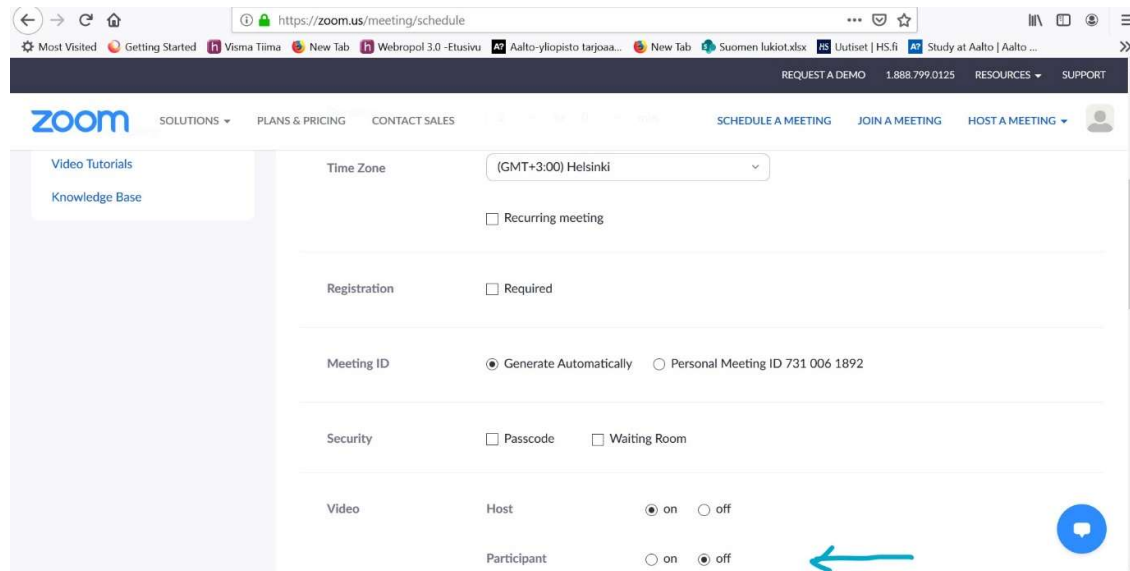 https://zoom.us/meeting/schedule
Most Visited Getting Started Visma Tiima New Tab Webropol 3.0 -Etusivu Aalto-yliopisto tarjoaa... New Tab Suomen lukiot.xlsx HS Uutiset | HS.fi A? Study at Aalto | Aalto ...
REQUEST A DEMO 1.888.799.0125 RESOURCES SUPPORT
zoom SOLUTIONS PLANS & PRICING CONTACT SALES SCHEDULE A MEETING JOIN A MEETING HOST A MEETING
Video Tutorials
Knowledge Base
Time Zone (GMT+3:00) Helsinki
Recurring meeting
Registration Required
Meeting ID Generate Automatically Personal Meeting ID 731 006 1892
Security Passcode Waiting Room
Video Host on off
Participant on off